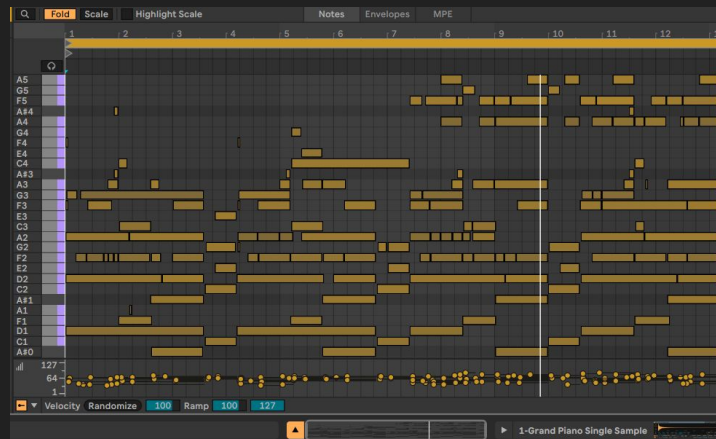 Fold Scale Highlight Scale Notes Envelopes MPE
1 2 3 4 5 6 7 8 9 10 11 12
A5
G5
F5
A#4
A4
G4
F4
E4
C4
A#3
A3
G3
F3
E3
C3
A2
G2
F2
E2
D2
C2
A#1
A1
F1
D1
C1
A#0
127
64
1
Velocity Randomize 100 Ramp 100 127
1-Grand Piano Single Sample